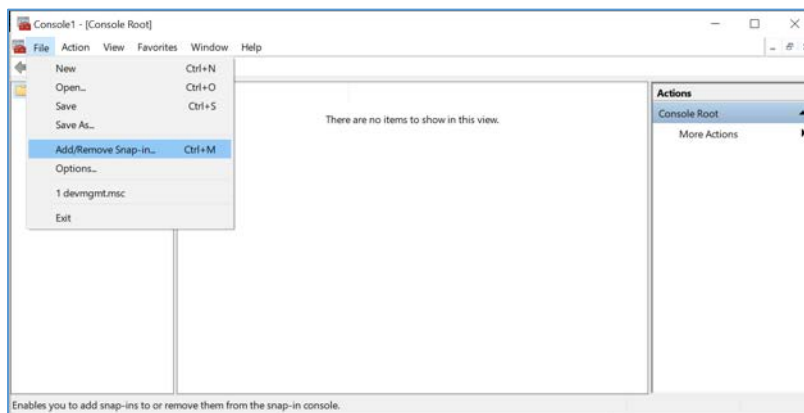 Console1 - [Console Root]
File Action View Favorites Window Help
New Ctrl+N
Open... Ctrl+O
Save Ctrl+S
Save As...
Add/Remove Snap-in... Ctrl+M
Options...
1 devmgmt.msc
Exit
There are no items to show in this view.
Actions
Console Root
More Actions
Enables you to add snap-ins to or remove them from the snap-in console.